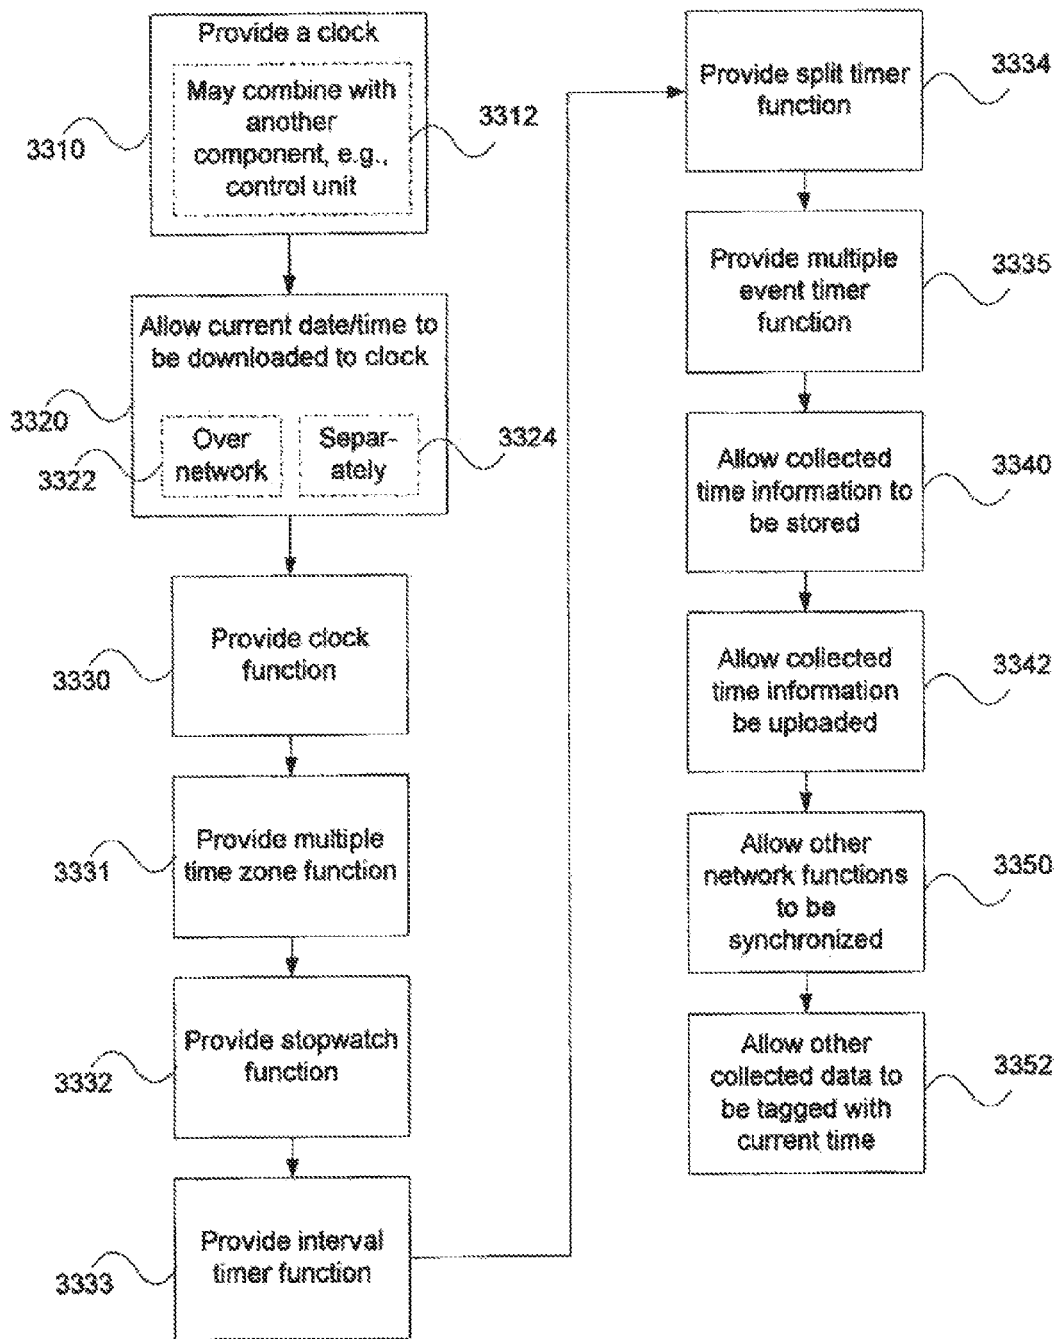 Provide a clock
May combine with
another
component, e.g.,
control unit
3310
3312
Allow current date/time to
be downloaded to clock
Over
network
Separ-
ately
3320
3322
3324
Provide clock
function
3330
Provide multiple
time zone function
3331
Provide stopwatch
function
3332
Provide interval
timer function
3333
Provide split timer
function
3334
Provide multiple
event timer
function
3335
Allow collected
time information to
be stored
3340
Allow collected
time information
be uploaded
3342
Allow other
network functions
to be
synchronized
3350
Allow other
collected data to
be tagged with
current time
3352